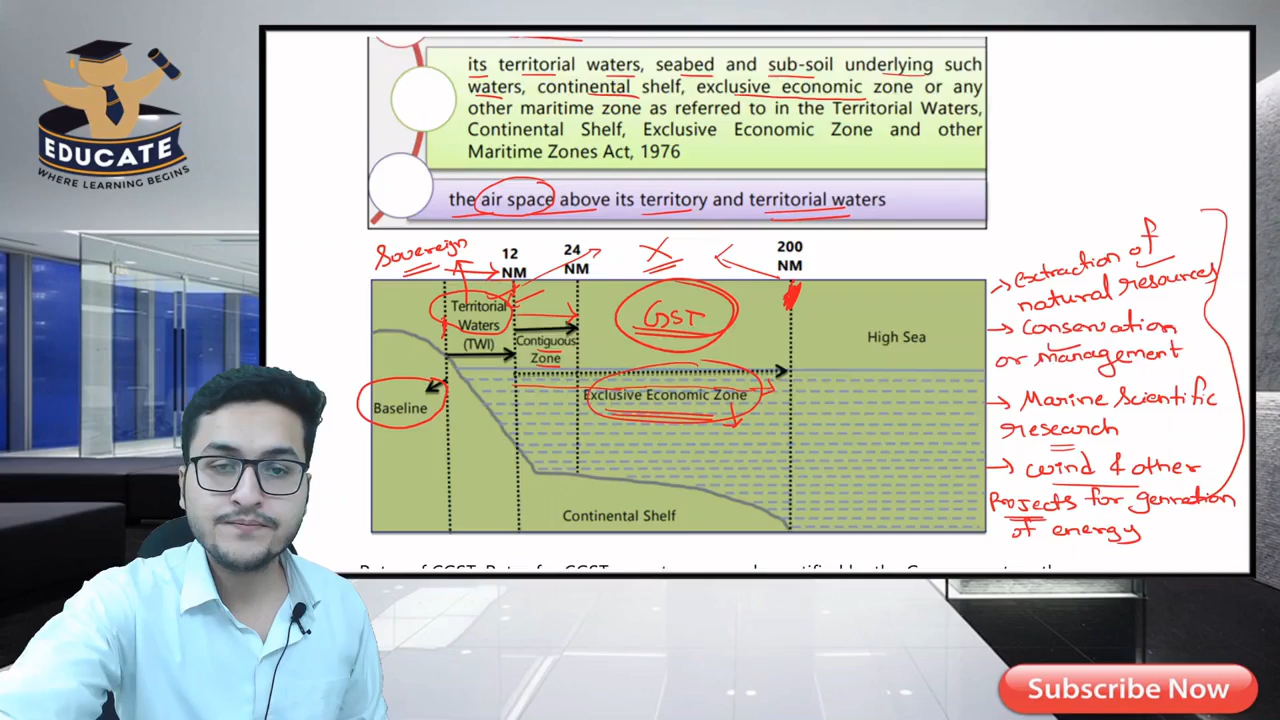 EDUCATE
WHERE LEARNING BEGINS
its territorial waters, seabed and sub-soil underlying such
waters, continental shelf, exclusive economic zone or any
other maritime zone as referred to in the Territorial Waters,
Continental Shelf, Exclusive Economic Zone and other
Maritime Zones Act, 1976
the air space above its territory and territorial waters
Sovereign
12
NM
24
NM
X
200
NM
Territorial
Waters
(TWI)
GST
Contiguous
Zone
High Sea
Exclusive Economic Zone
Baseline
Continental Shelf
→ extraction of
natural resources
→ conservation
or management
→ Marine Scientific
research
→ wind & other
Projects for genration
of energy
Subscribe Now